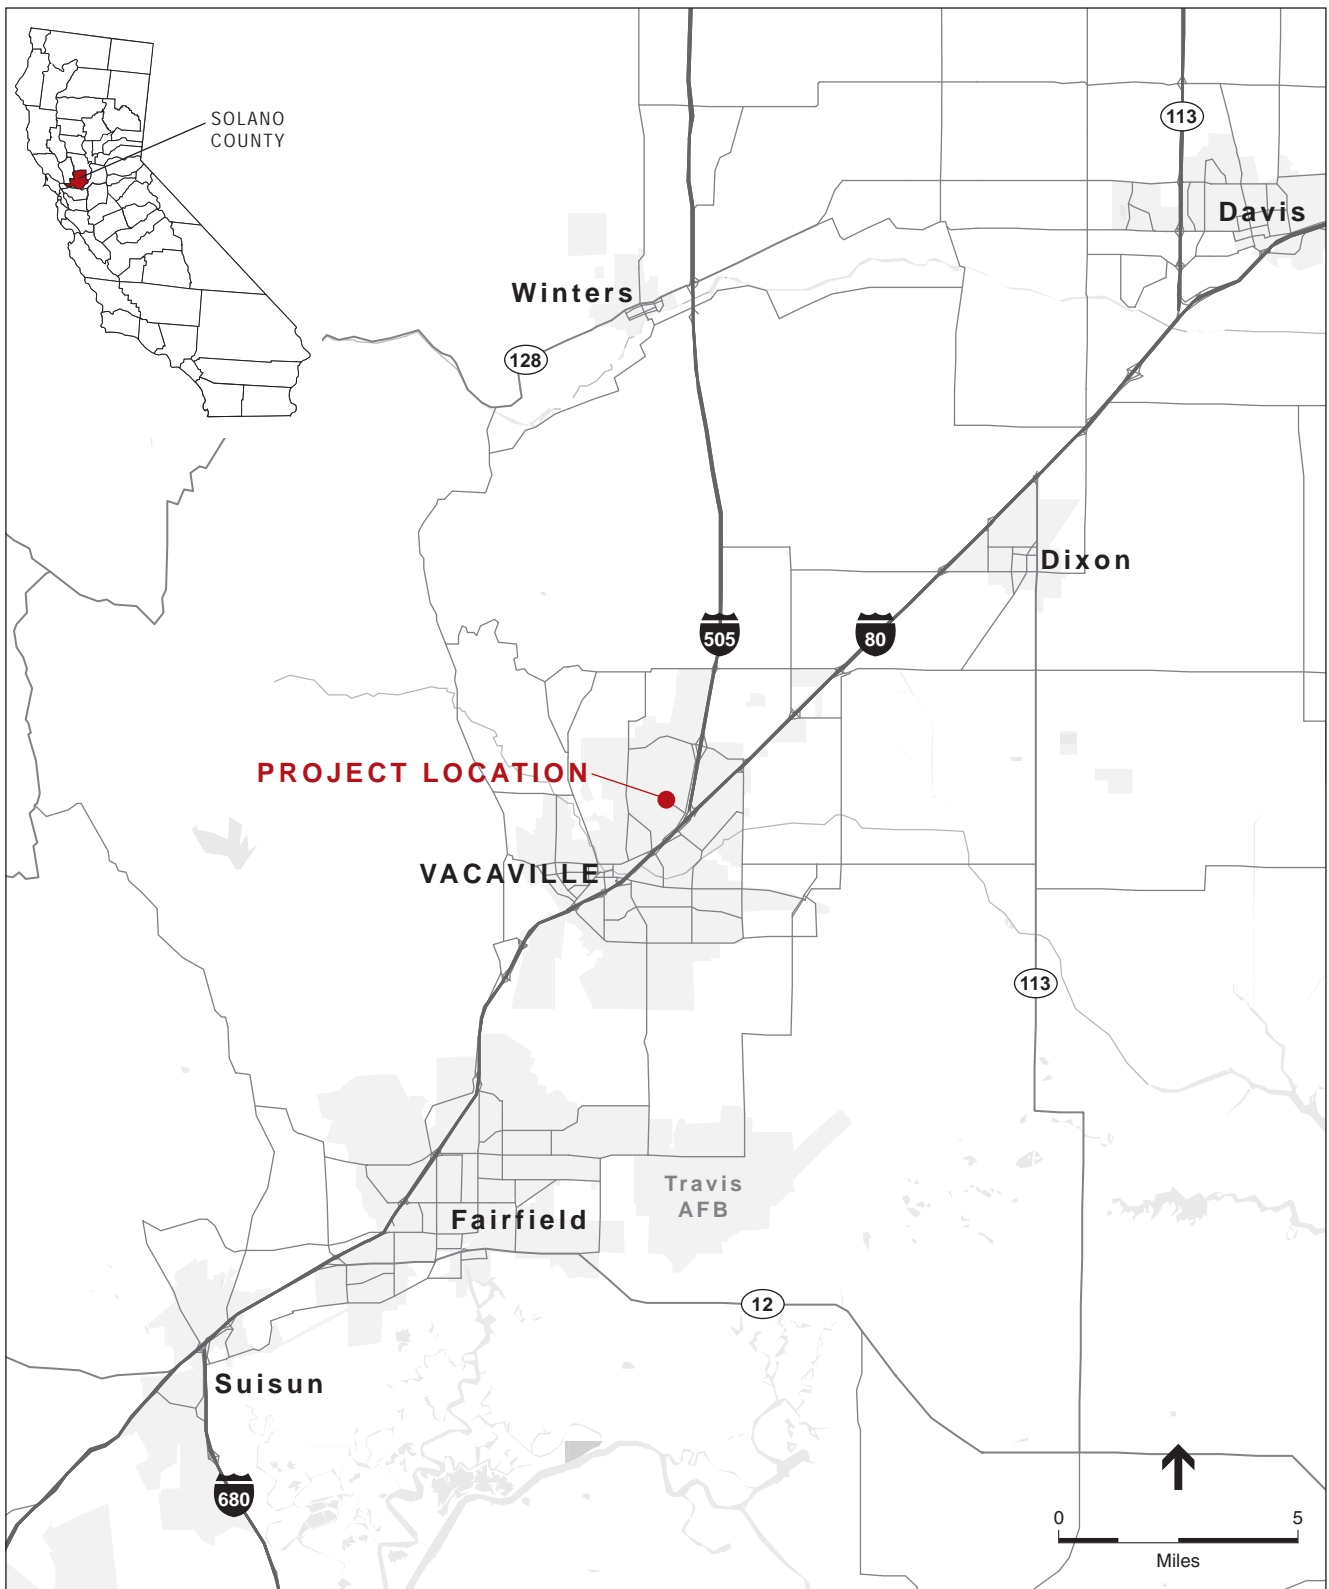 SOLANO
COUNTY
113
Davis
Winters
128
Dixon
505
80
PROJECT LOCATION
VACAVILLE
113
Travis
AFB
Fairfield
12
Suisun
680
0 5
Miles